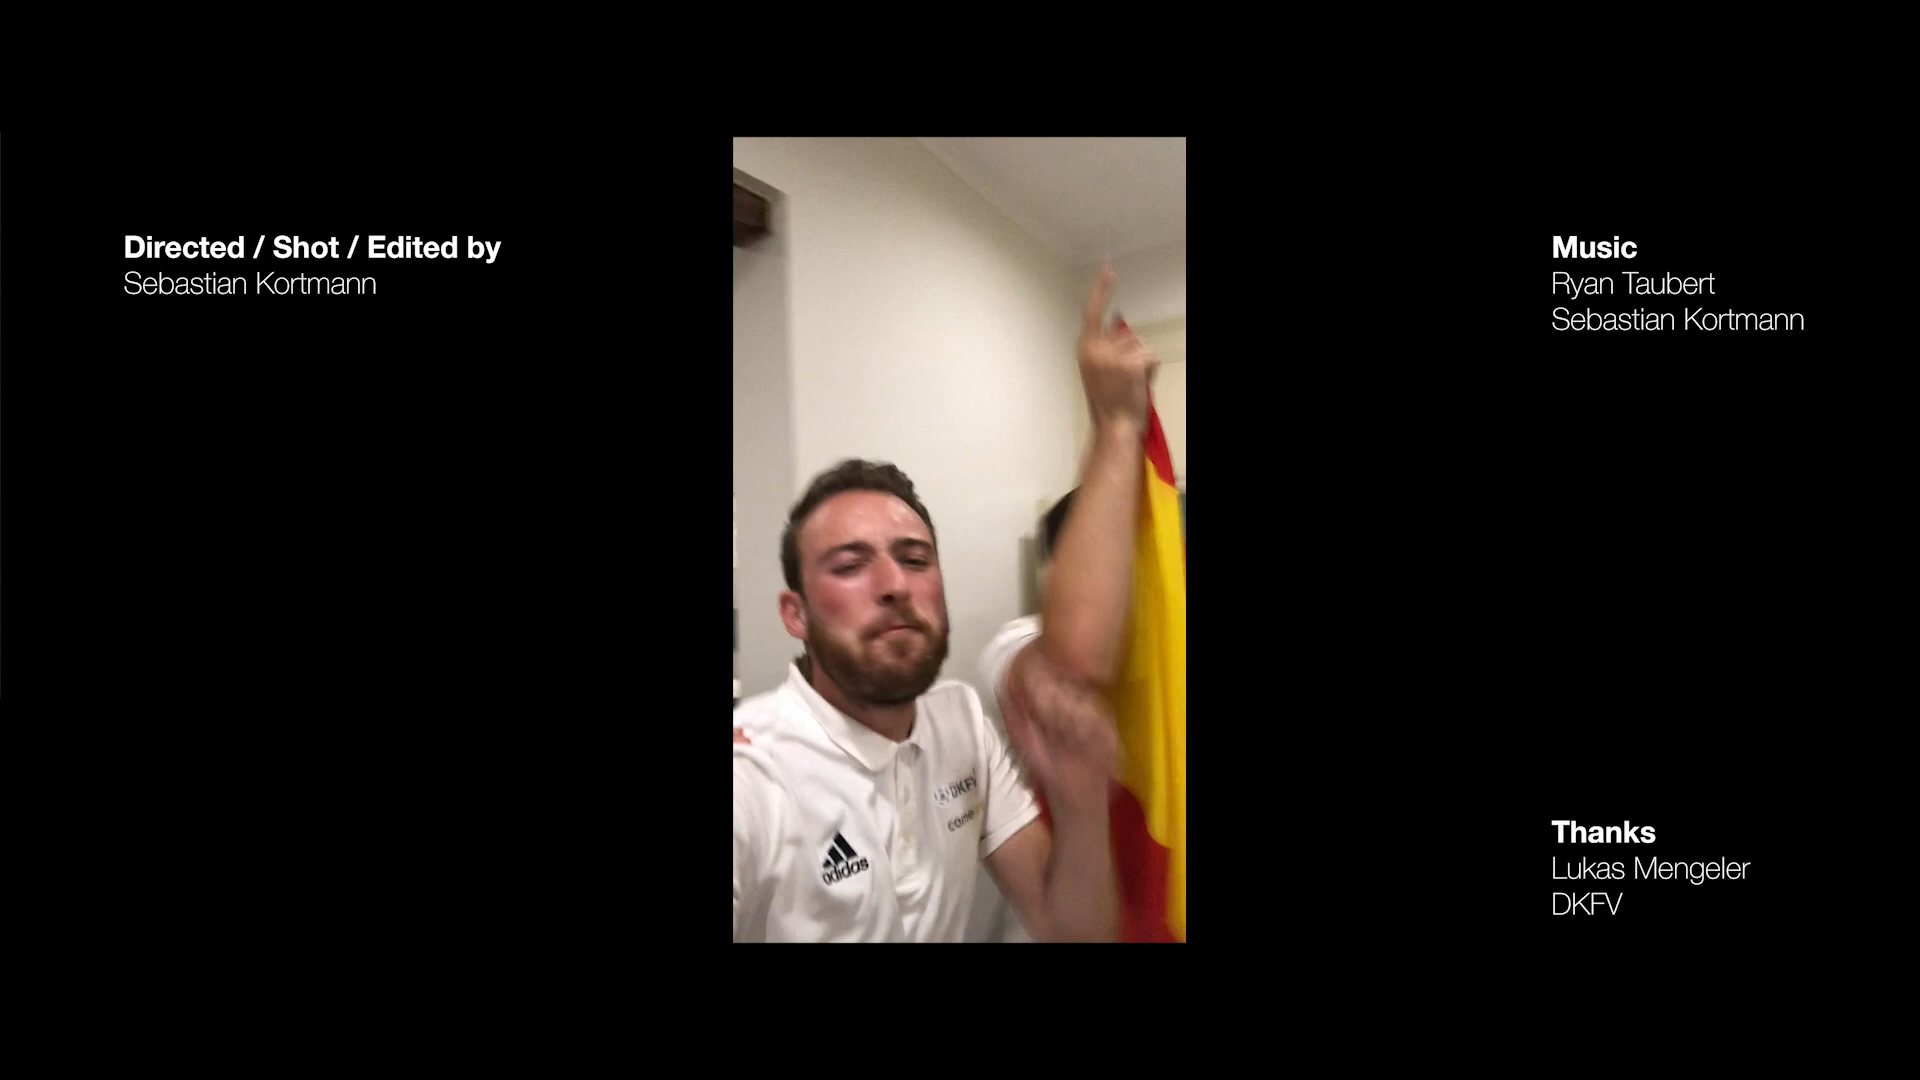 Directed / Shot / Edited by
Sebastian Kortmann
Music
Ryan Taubert
Sebastian Kortmann
DKFV
adidas
Thanks
Lukas Mengeler
DKFV